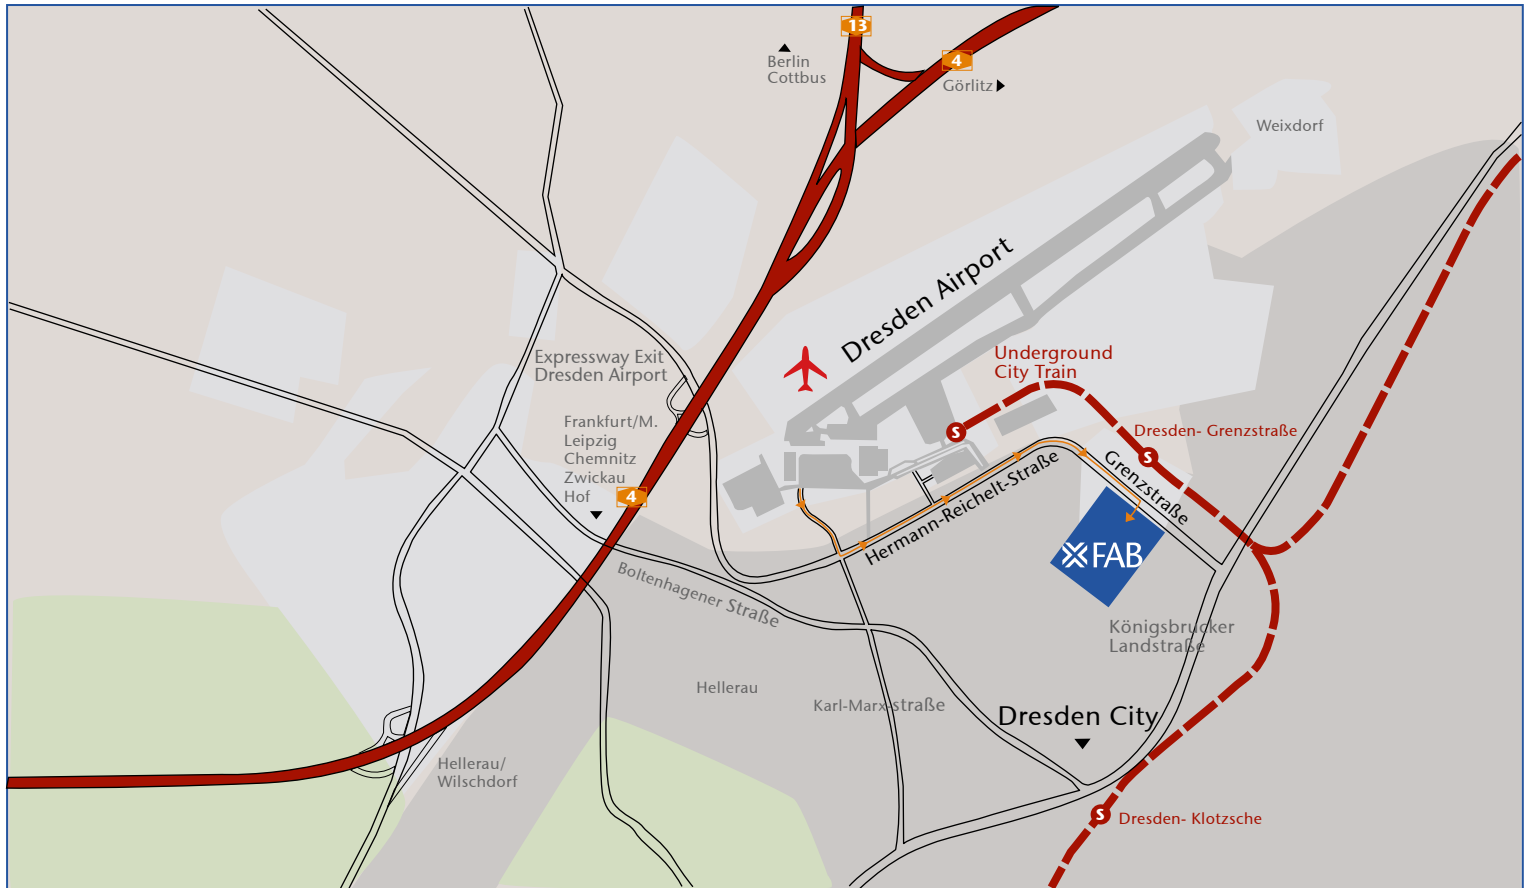 13
Berlin
Cottbus
4
Görlitz
Weixdorf
Dresden Airport
Underground
City Train
Expressway Exit
Dresden Airport
Frankfurt/M.
Leipzig
Chemnitz
Zwickau
Hof
4
S
Dresden- Grenzstraße
S
Grenzstraße
Hermann-Reichelt-Straße
FAB
Boltenhagener Straße
Königsbrucker
Landstraße
Hellerau
Karl-Marx-straße
Dresden City
Hellerau/
Wilschdorf
S
Dresden- Klotzsche